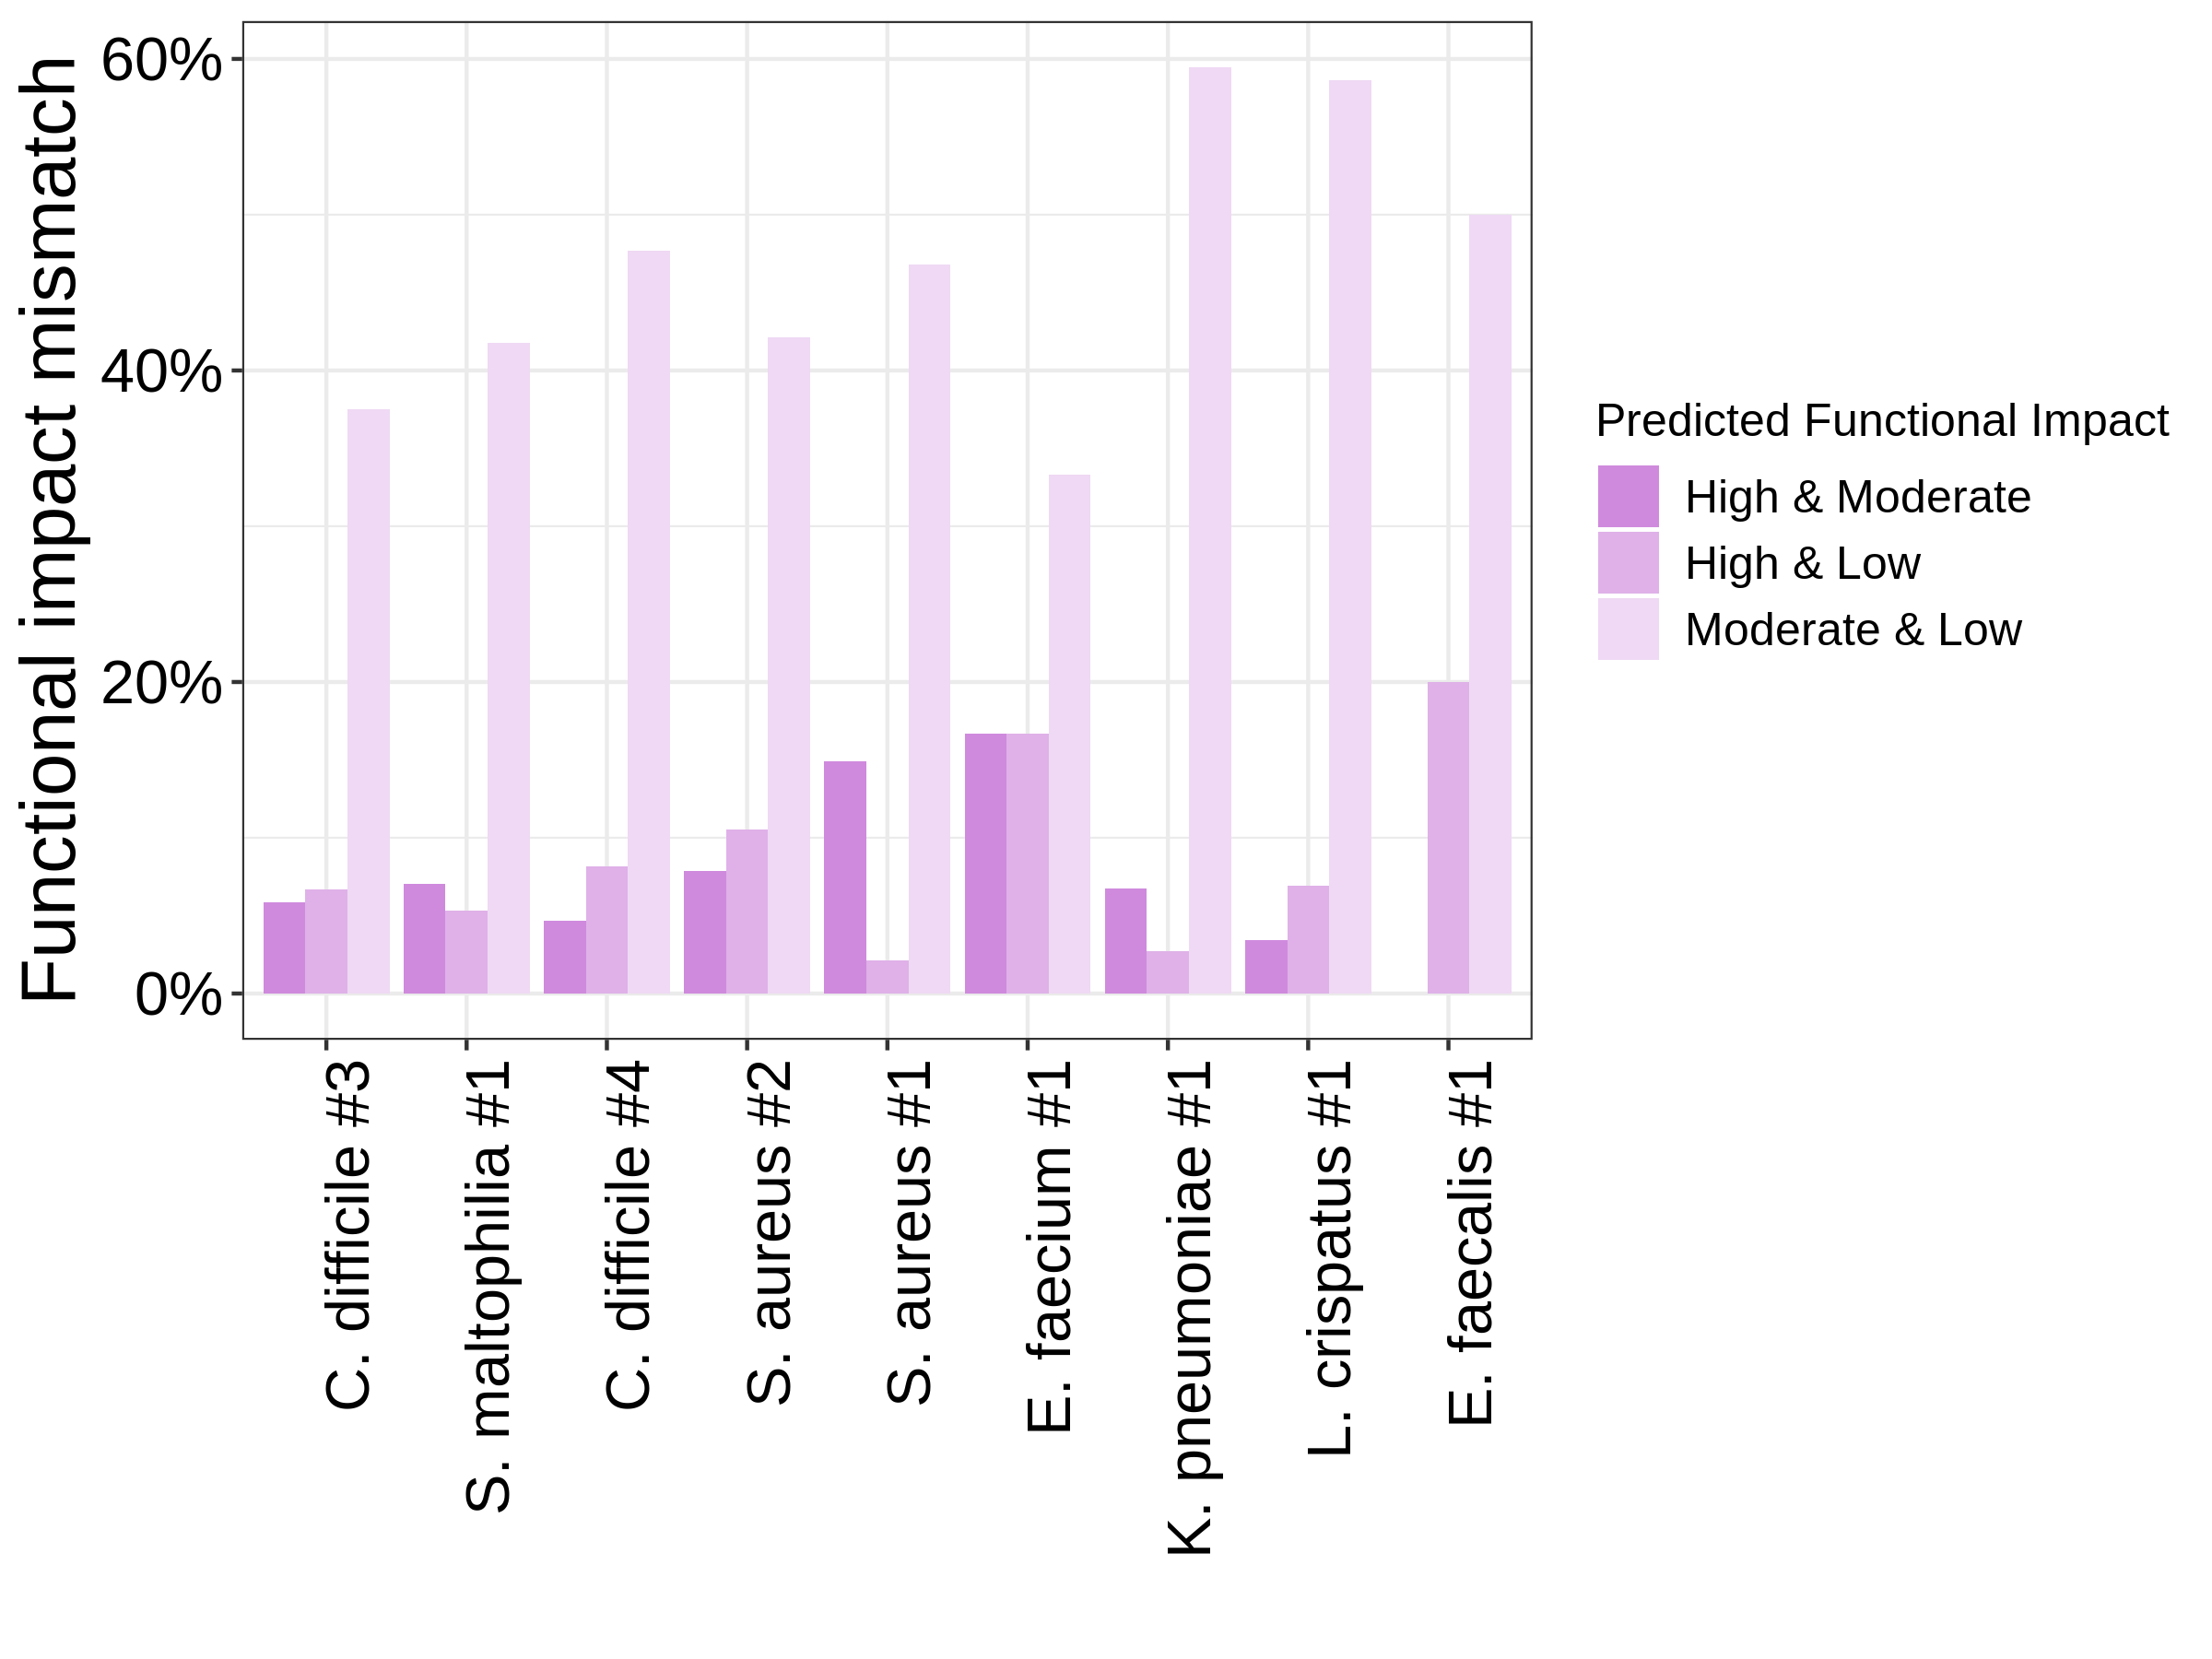 Functional impact mismatch
60%
40%
20%
0%
C. difficile #3
S. maltophilia #1
C. difficile #4
S. aureus #2
S. aureus #1
E. faecium #1
K. pneumoniae #1
L. crispatus #1
E. faecalis #1
Predicted Functional Impact
High & Moderate
High & Low
Moderate & Low